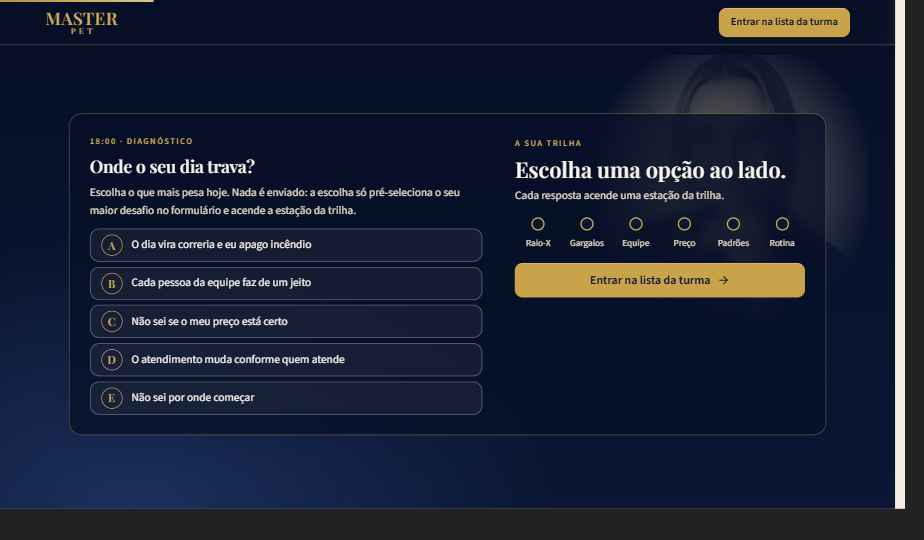 MASTER
PET
Entrar na lista da turma
18:00 - DIAGNÓSTICO
Onde o seu dia trava?
Escolha o que mais pesa hoje. Nada é enviado: a escolha só pré-seleciona o seu
maior desafio no formulário e acende a estação da trilha.
A O dia vira correria e eu apago incêndio
B Cada pessoa da equipe faz de um jeito
C Não sei se o meu preço está certo
D O atendimento muda conforme quem atende
E Não sei por onde começar
A SUA TRILHA
Escolha uma opção ao lado.
Cada resposta acende uma estação da trilha.
Raio-X Gargalos Equipe Preço Padrões Rotina
Entrar na lista da turma →